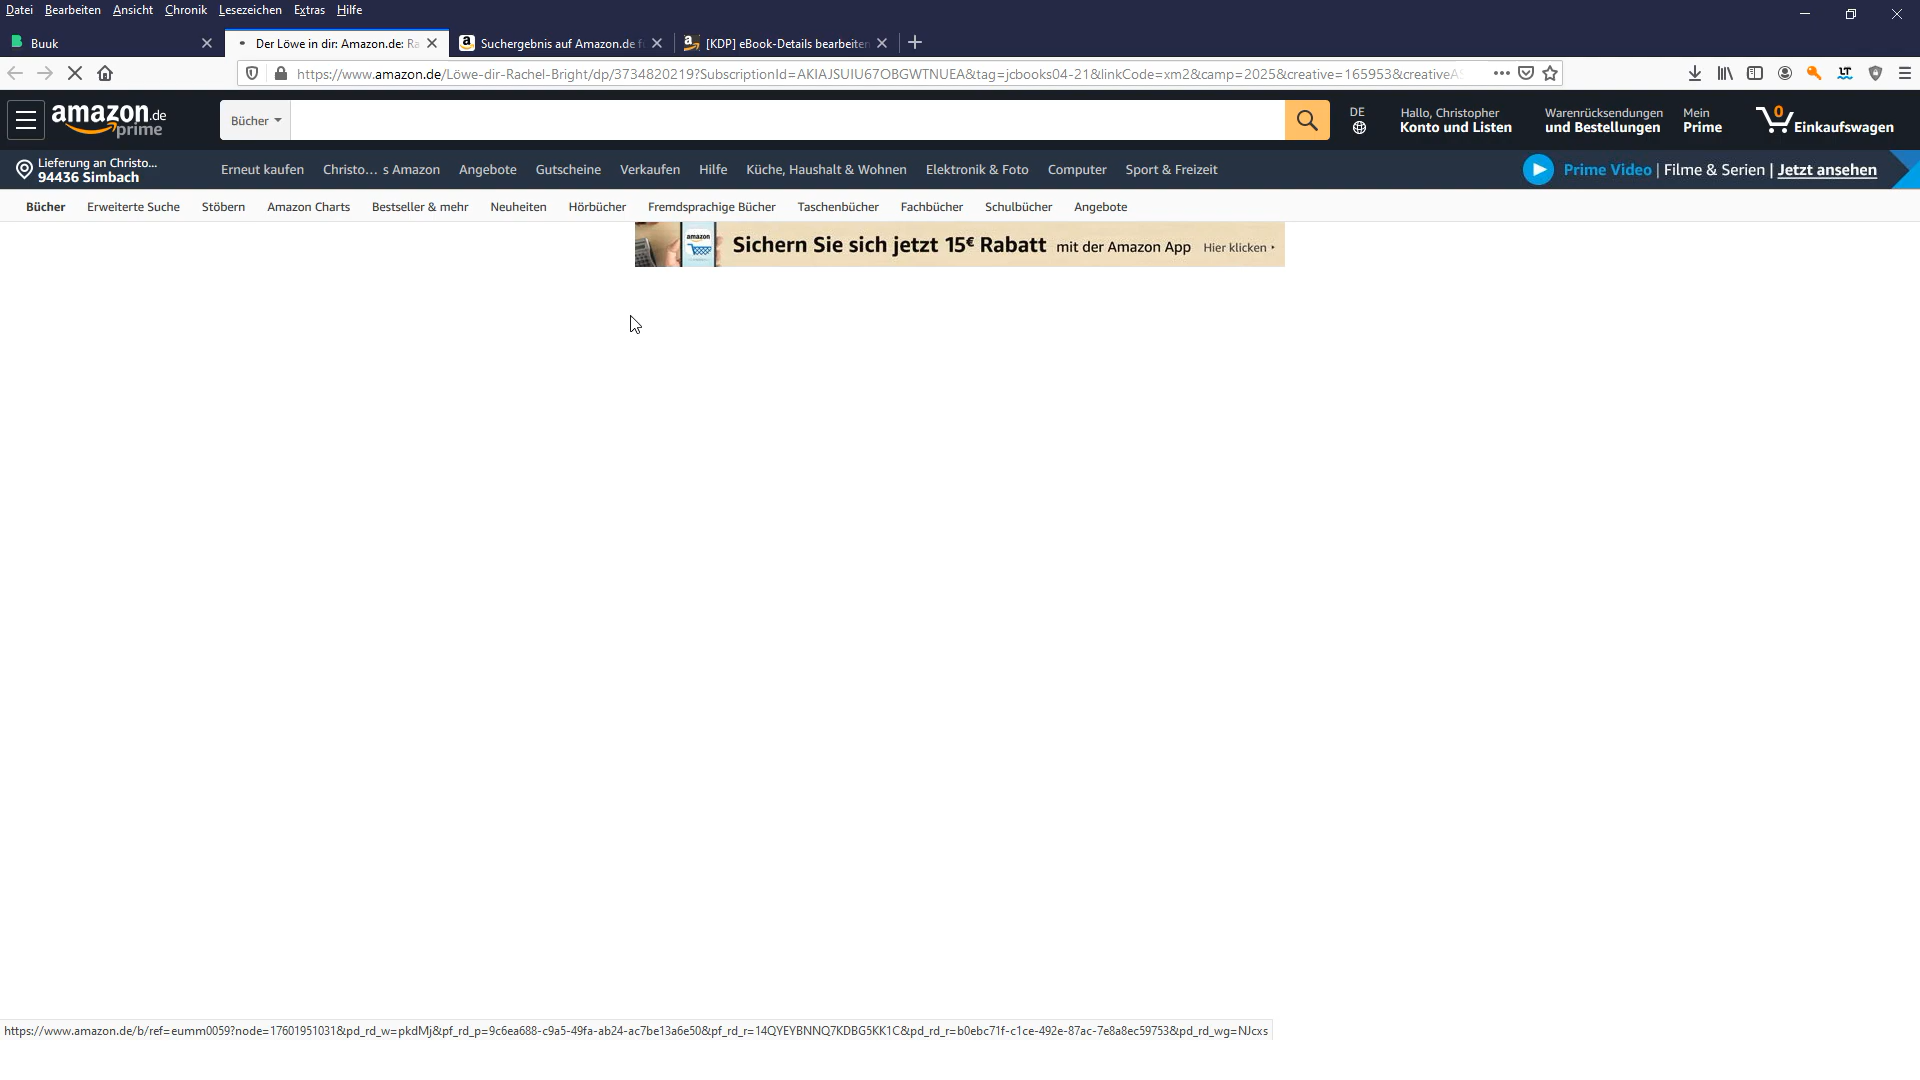 Datei Bearbeiten Ansicht Chronik Lesezeichen Extras Hilfe
Buuk
Der Löwe in dir: Amazon.de: Ra
Suchergebnis auf Amazon.de f
[KDP] eBook-Details bearbeiten
https://www.amazon.de/Löwe-dir-Rachel-Bright/dp/3734820219?SubscriptionId=AKIAJSUIU67OBGWTNUEA&tag=jcbooks04-21&linkCode=xm2&camp=2025&creative=165953&creativeAS
amazon.de
prime
Bücher
DE
Hallo, Christopher
Konto und Listen
Warenrücksendungen
und Bestellungen
Mein
Prime
0
Einkaufswagen
Lieferung an Christo...
94436 Simbach
Erneut kaufen Christo... s Amazon Angebote Gutscheine Verkaufen Hilfe Küche, Haushalt & Wohnen Elektronik & Foto Computer Sport & Freizeit
Prime Video | Filme & Serien | Jetzt ansehen
Bücher Erweiterte Suche Stöbern Amazon Charts Bestseller & mehr Neuheiten Hörbücher Fremdsprachige Bücher Taschenbücher Fachbücher Schulbücher Angebote
amazon
Sichern Sie sich jetzt 15€ Rabatt mit der Amazon App Hier klicken
https://www.amazon.de/b/ref=eumm0059?node=17601951031&pd_rd_w=pkdMj&pf_rd_p=9c6ea688-c9a5-49fa-ab24-ac7be13a6e50&pf_rd_r=14QYEYBNNQ7KDBG5KK1C&pd_rd_r=b0ebc71f-c1ce-492e-87ac-7e8a8ec59753&pd_rd_wg=NJcxs